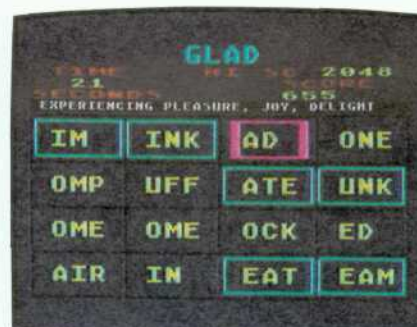 GLAD
TIME HI SC 2048
21 SCORE
SECONDS 655
EXPERIENCING PLEASURE, JOY, DELIGHT
IM INK AD ONE
OMP UFF ATE UNK
OME OME OCK ED
AIR IN EAT EAM